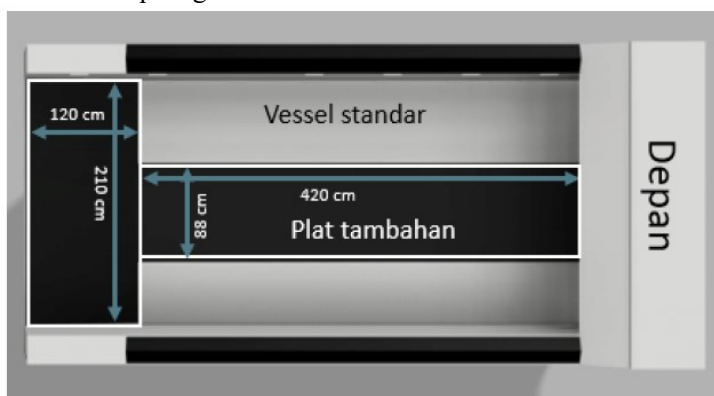 Vessel standar
120 cm
210 cm
420 cm
88 cm
Plat tambahan
Depan